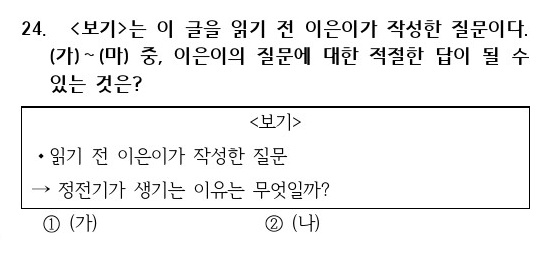 24. <보기>는 이 글을 읽기 전 이은이가 작성한 질문이다.
(가)~(마) 중, 이은이의 질문에 대한 적절한 답이 될 수
있는 것은?
<보기>
•읽기 전 이은이가 작성한 질문
→ 정전기가 생기는 이유는 무엇일까?
① (가) ② (나)